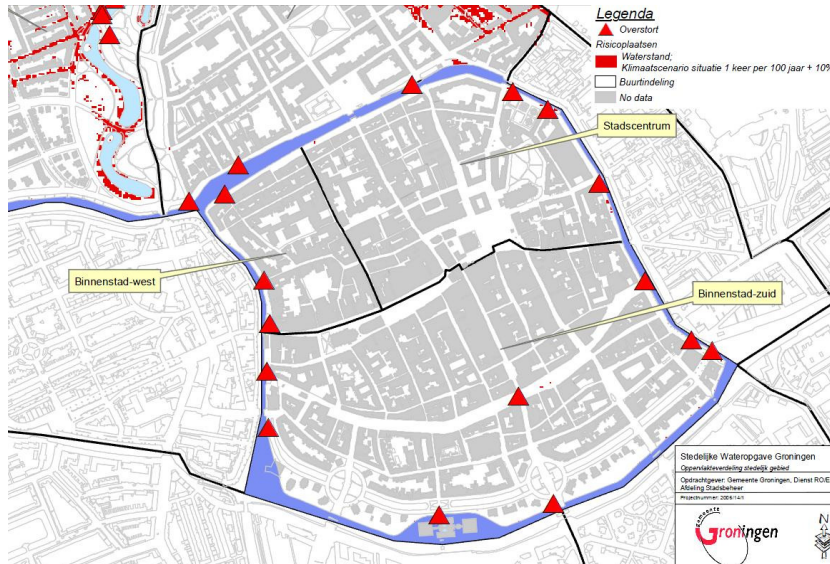 Legenda
Overstort
Risicoplaatsen
Waterstand;
Klimaatscenario situatie 1 keer per 100 jaar + 10%
Buurtindeling
No data
Stadscentrum
Binnenstad-west
Binnenstad-zuid
Stedelijke Wateropgave Groningen
Oppervlakteverdeling stedelijk gebied
Opdrachtgever: Gemeente Groningen, Dienst RO/E
Afdeling Stadsbeheer
gemeente
Groningen
N